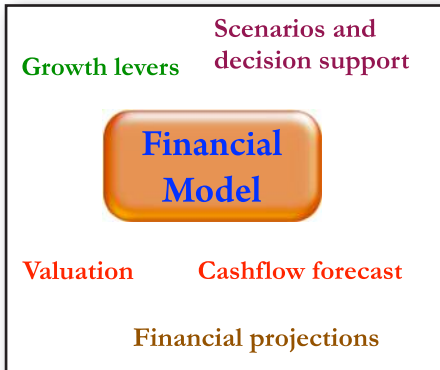 Scenarios and
decision support
Growth levers
Financial
Model
Valuation
Cashflow forecast
Financial projections